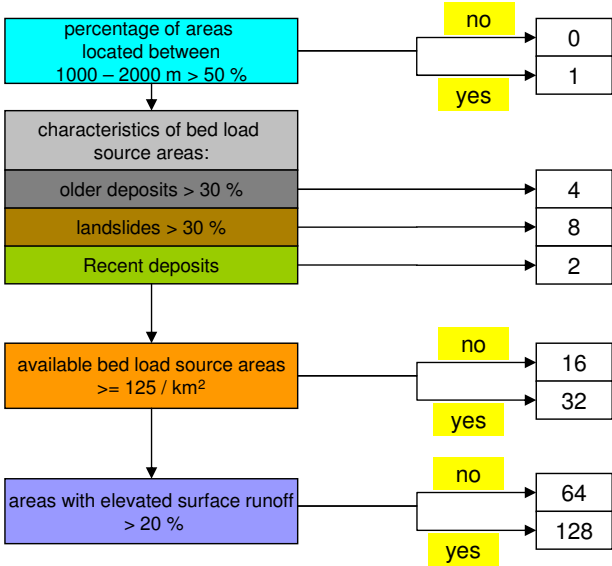 percentage of areas
located between
1000 – 2000 m > 50 %
no
0
1
yes
characteristics of bed load
source areas:
older deposits > 30 %
4
landslides > 30 %
8
Recent deposits
2
available bed load source areas
>= 125 / km²
no
16
32
yes
areas with elevated surface runoff
> 20 %
no
64
128
yes